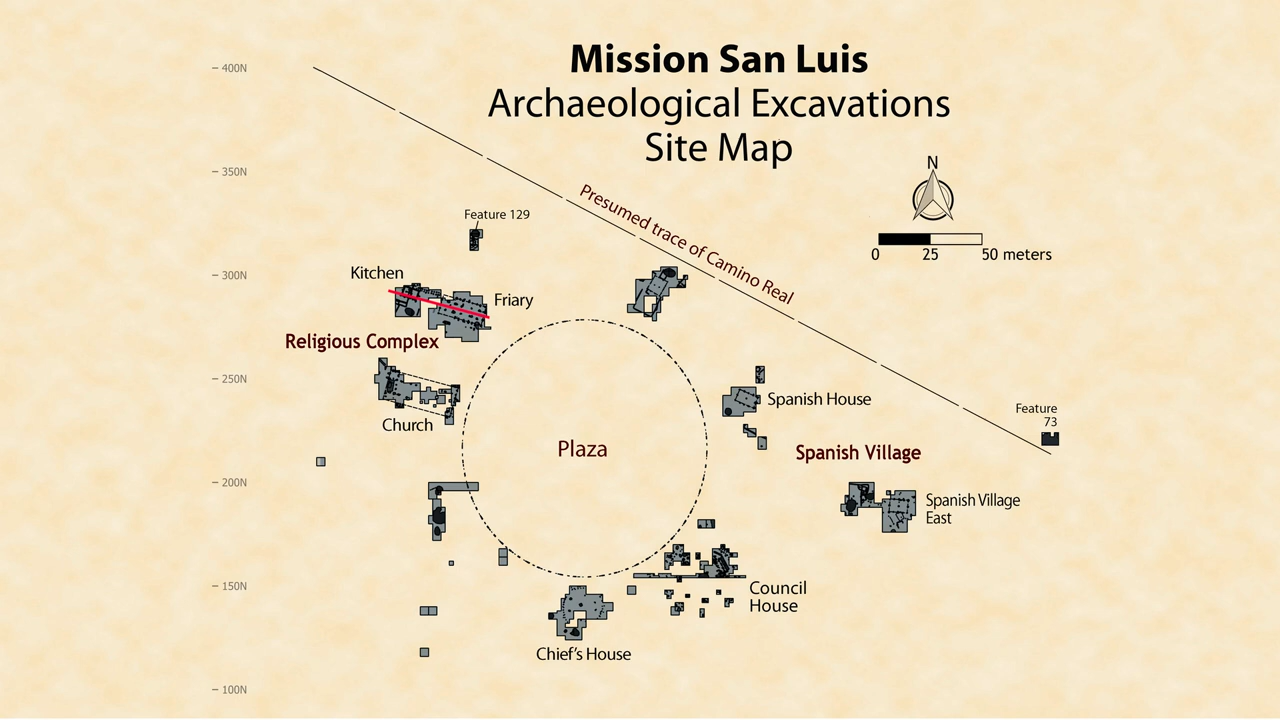 Mission San Luis
Archaeological Excavations
Site Map
400N
350N
300N
250N
200N
150N
100N
N
0 25 50 meters
Presumed trace of Camino Real
Feature 129
Kitchen
Friary
Religious Complex
Church
Plaza
Spanish House
Feature
73
Spanish Village
Spanish Village
East
Council
House
Chief's House